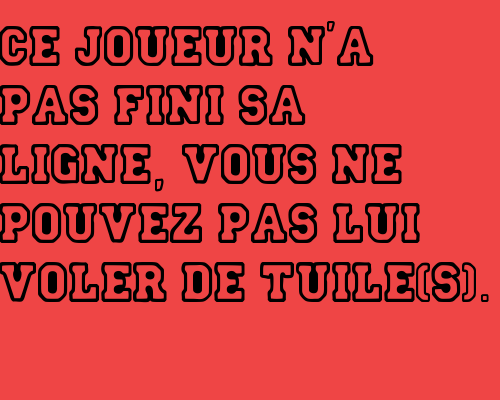 CE JOUEUR N'A
PAS FINI SA
LIGNE, VOUS NE
POUVEZ PAS LUI
VOLER DE TUILE(S).